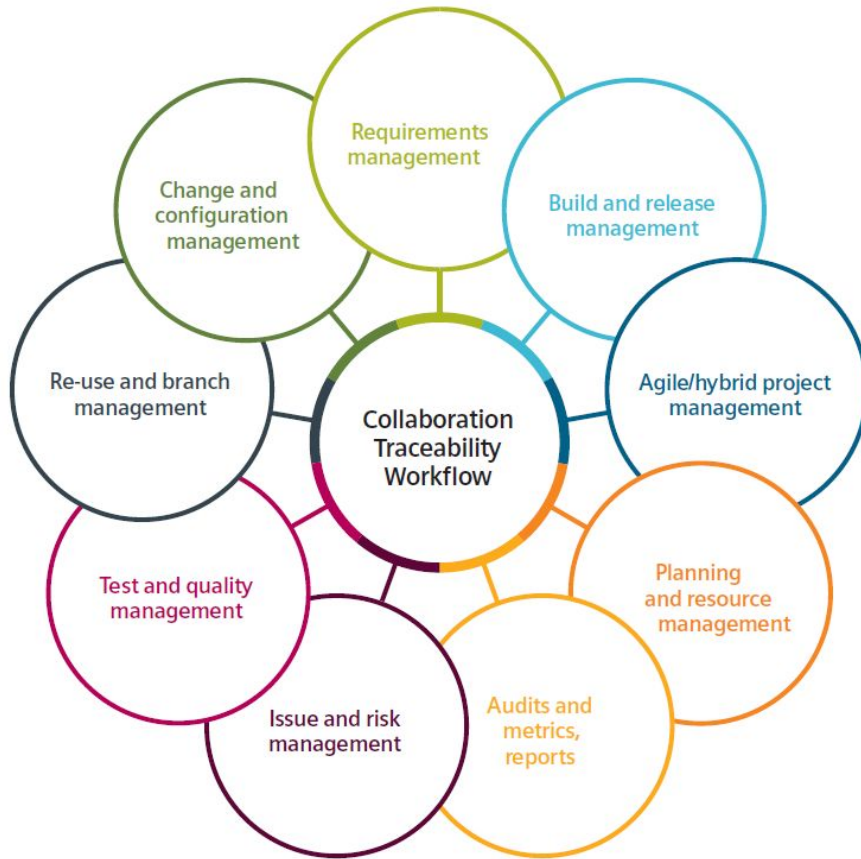 Requirements
management
Build and release
management
Agile/hybrid project
management
Planning
and resource
management
Audits and
metrics,
reports
Issue and risk
management
Test and quality
management
Re-use and branch
management
Change and
configuration
management
Collaboration
Traceability
Workflow